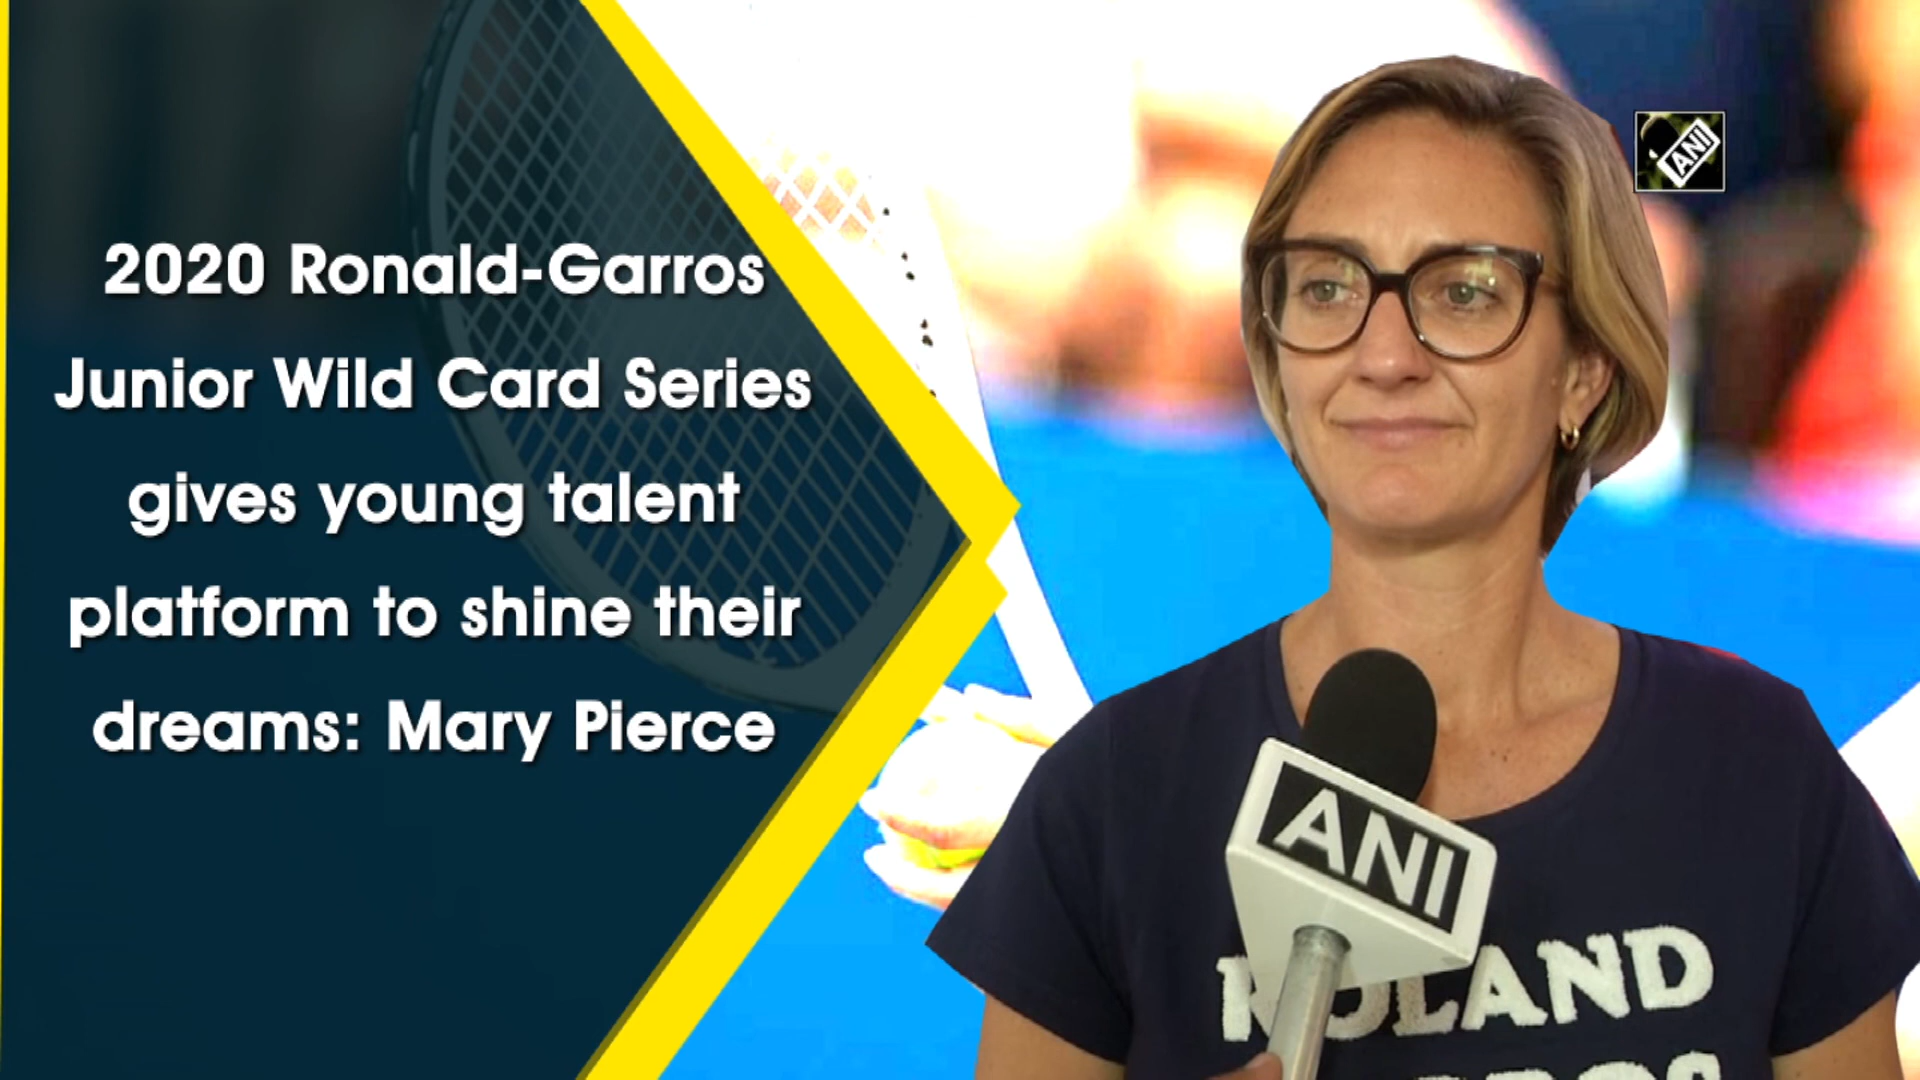 2020 Ronald-Garros
Junior Wild Card Series
gives young talent
platform to shine their
dreams: Mary Pierce
ANI
ANI
ROLAND